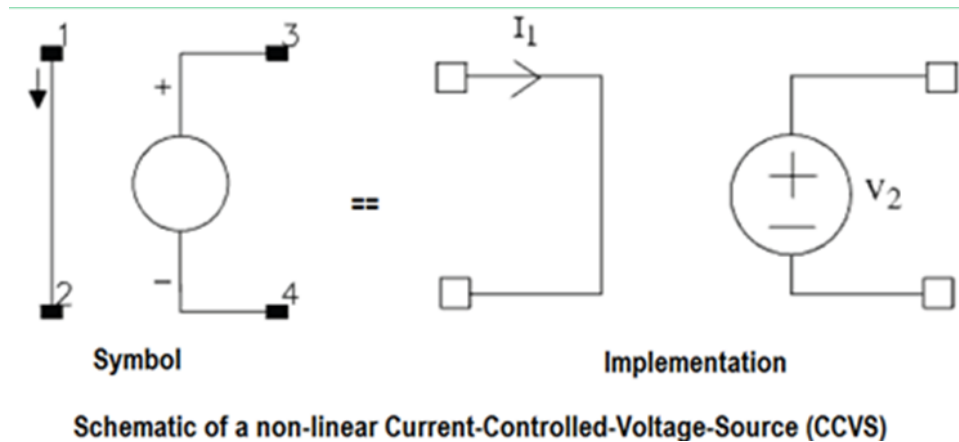 1
3
+
2
−
4
==
I1
+
−
V2
Symbol
Implementation
Schematic of a non-linear Current-Controlled-Voltage-Source (CCVS)